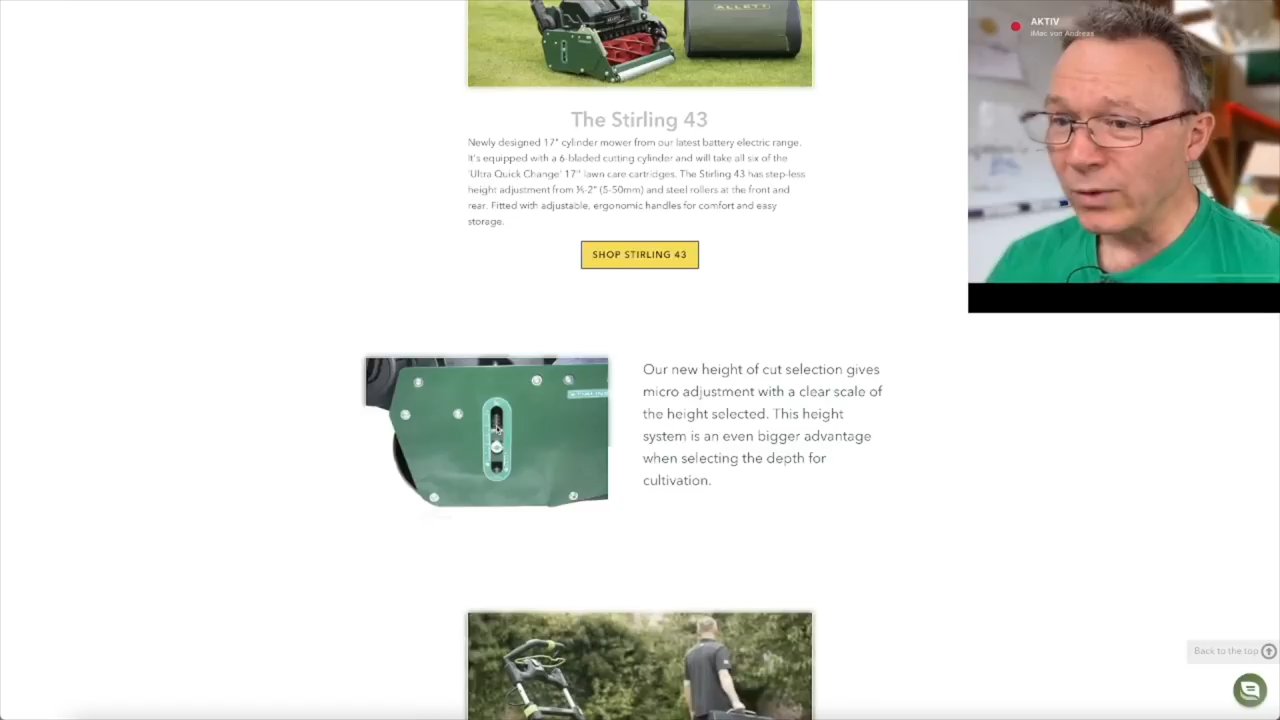 ALLETT
AKTIV
iMac von Andreas
The Stirling 43
Newly designed 17" cylinder mower from our latest battery electric range.
It's equipped with a 6-bladed cutting cylinder and will take all six of the
'Ultra Quick Change' 17" lawn care cartridges. The Stirling 43 has step-less
height adjustment from ¼-2" (5-50mm) and steel rollers at the front and
rear. Fitted with adjustable, ergonomic handles for comfort and easy
storage.
SHOP STIRLING 43
Our new height of cut selection gives
micro adjustment with a clear scale of
the height selected. This height
system is an even bigger advantage
when selecting the depth for
cultivation.
Back to the top